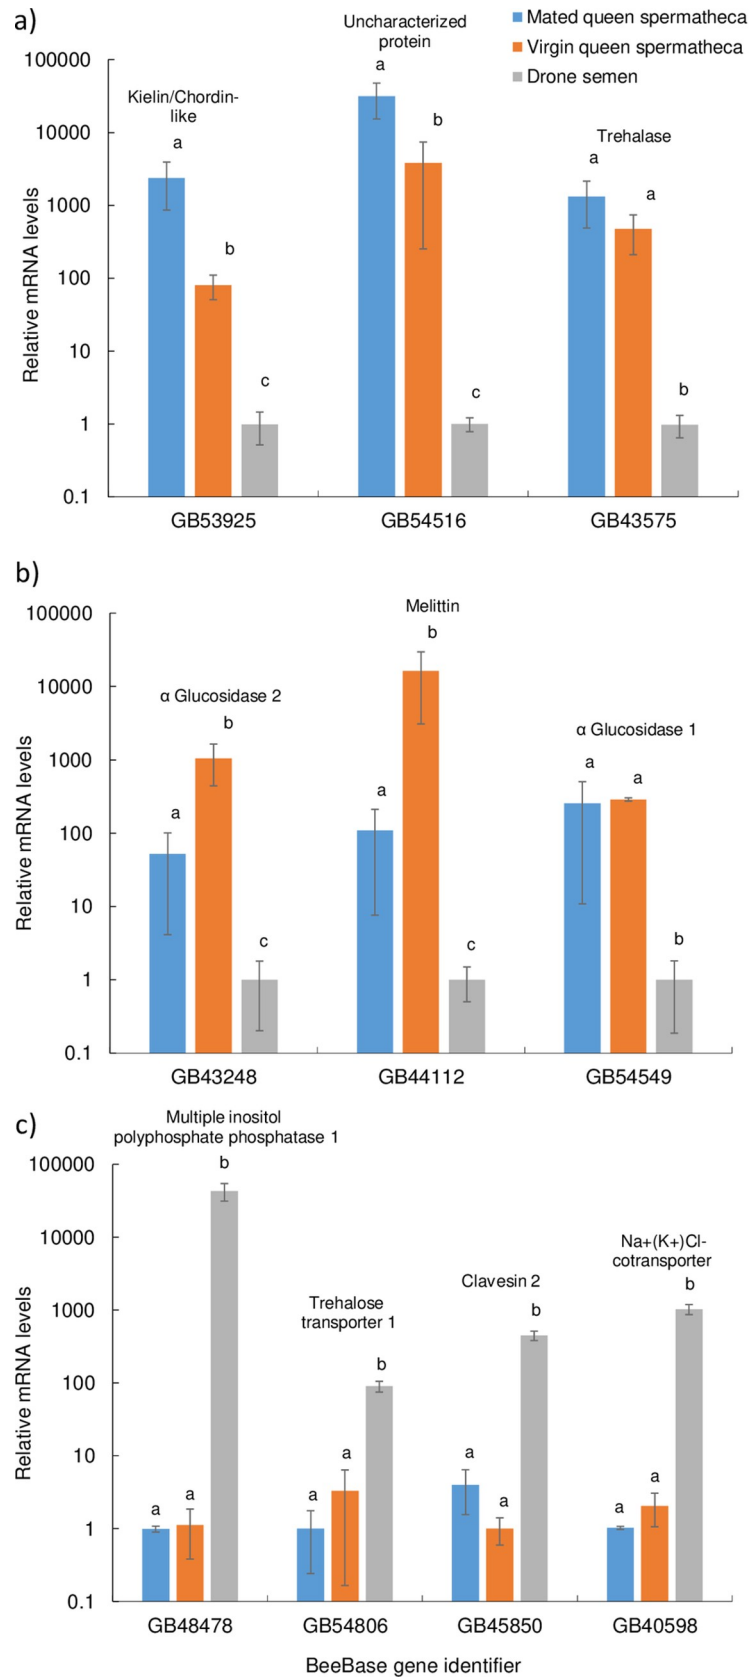 a)
Uncharacterized
protein
Mated queen spermatheca
Virgin queen spermatheca
Drone semen
Kielin/Chordin-
like
Trehalase
a
b
c
a
b
c
a
a
b
Relative mRNA levels
100000
10000
1000
100
10
1
0.1
GB53925
GB54516
GB43575
b)
Melittin
α Glucosidase 2
α Glucosidase 1
a
b
c
a
b
c
a
a
b
Relative mRNA levels
100000
10000
1000
100
10
1
0.1
GB43248
GB44112
GB54549
c)
Multiple inositol
polyphosphate phosphatase 1
Trehalose
transporter 1
Clavesin 2
Na+(K+)Cl-
cotransporter
a
a
b
a
a
b
a
a
b
a
a
b
Relative mRNA levels
100000
10000
1000
100
10
1
0.1
GB48478
GB54806
GB45850
GB40598
BeeBase gene identifier